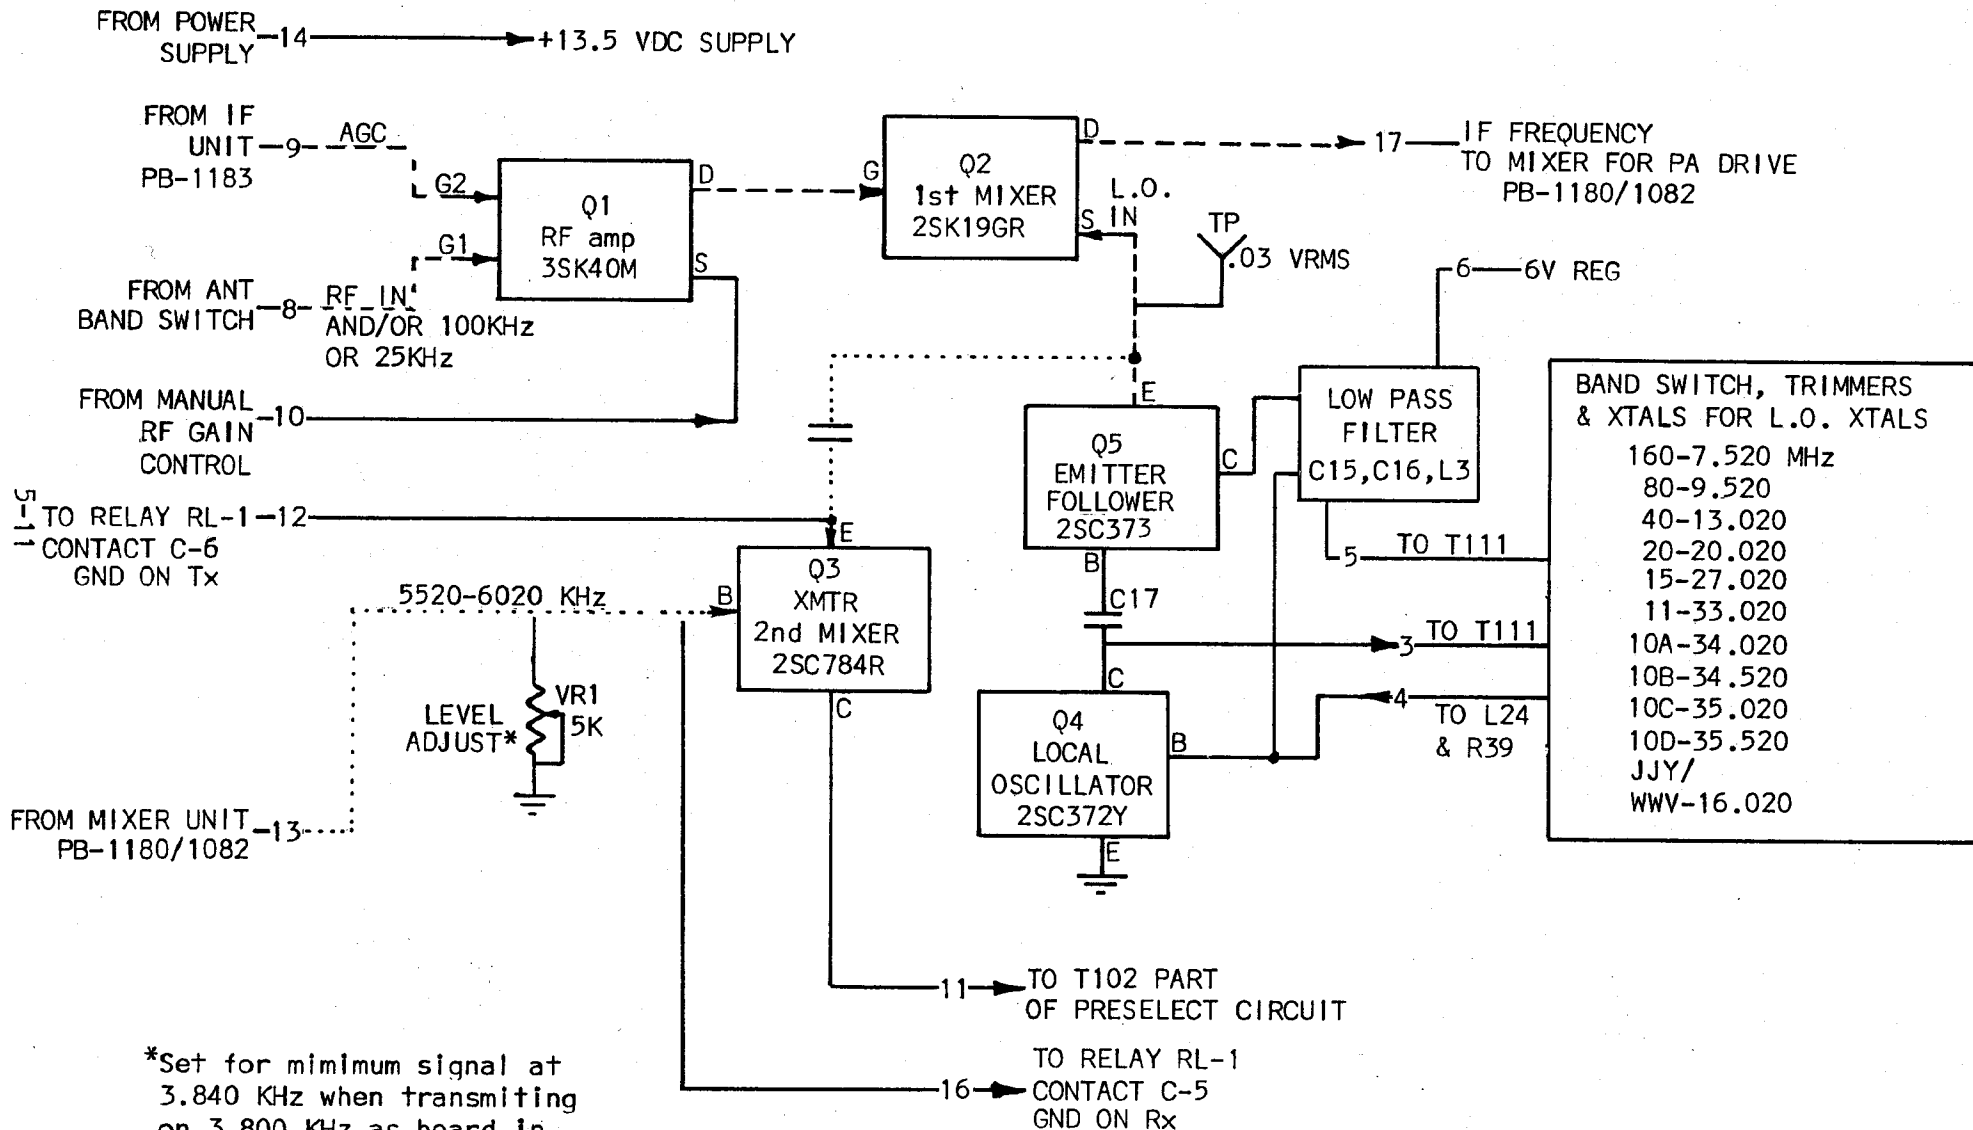 FROM POWER
SUPPLY
14
+13.5 VDC SUPPLY
FROM IF
UNIT
PB-1183
9
AGC
G2
G1
Q1
RF amp
3SK40M
D
S
G
Q2
1st MIXER
2SK19GR
D
S
L.O.
IN
17
IF FREQUENCY
TO MIXER FOR PA DRIVE
PB-1180/1082
TP
.03 VRMS
6
6V REG
FROM ANT
BAND SWITCH
8
RF IN
AND/OR 100KHz
OR 25KHz
FROM MANUAL
RF GAIN
CONTROL
10
5-11
TO RELAY RL-1
CONTACT C-6
GND ON Tx
12
E
Q3
XMTR
2nd MIXER
2SC784R
B
C
5520-6020 KHz
LEVEL
ADJUST*
VR1
5K
FROM MIXER UNIT
PB-1180/1082
13
E
Q5
EMITTER
FOLLOWER
2SC373
C
B
C17
LOW PASS
FILTER
C15,C16,L3
5
TO T111
3
TO T111
4
TO L24
& R39
C
Q4
LOCAL
OSCILLATOR
2SC372Y
B
E
BAND SWITCH, TRIMMERS
& XTALS FOR L.O. XTALS
160-7.520 MHz
80-9.520
40-13.020
20-20.020
15-27.020
11-33.020
10A-34.020
10B-34.520
10C-35.020
10D-35.520
JJY/
WWV-16.020
11
TO T102 PART
OF PRESELECT CIRCUIT
16
TO RELAY RL-1
CONTACT C-5
GND ON Rx
*Set for mimimum signal at
3.840 KHz when transmiting
on 3.800 KHz as heard in